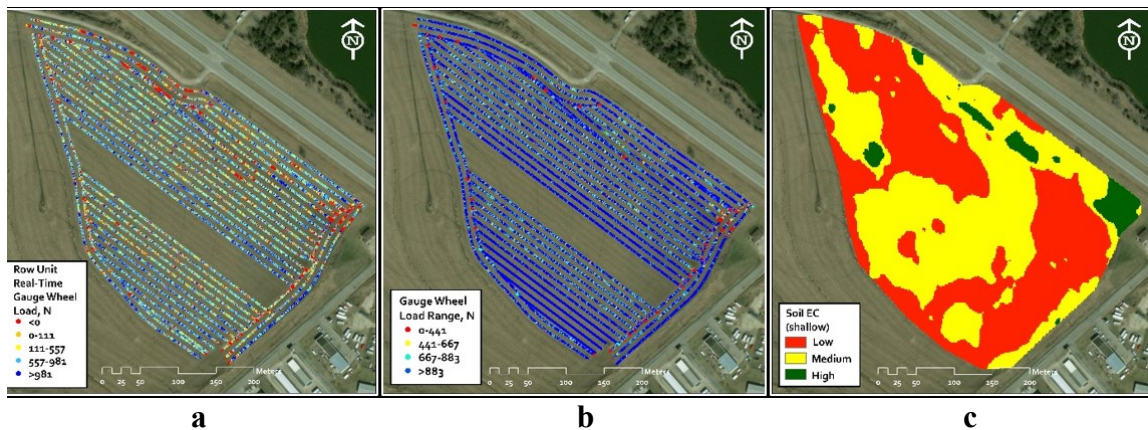 N
Row Unit
Real-Time
Gauge Wheel
Load, N
<0
0-111
111-557
557-981
>981
0 25 50 100 150 200
Meters
a
N
Gauge Wheel
Load Range, N
0-441
441-667
667-883
>883
0 25 50 100 150 200
Meters
b
N
Soil EC
(shallow)
Low
Medium
High
0 25 50 100 150 200
Meters
c